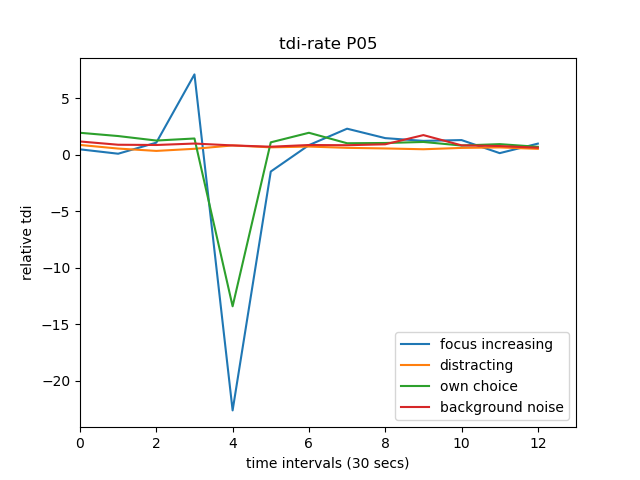 tdi-rate P05
relative tdi
5
0
−5
−10
−15
−20
focus increasing
distracting
own choice
background noise
0 2 4 6 8 10 12
time intervals (30 secs)